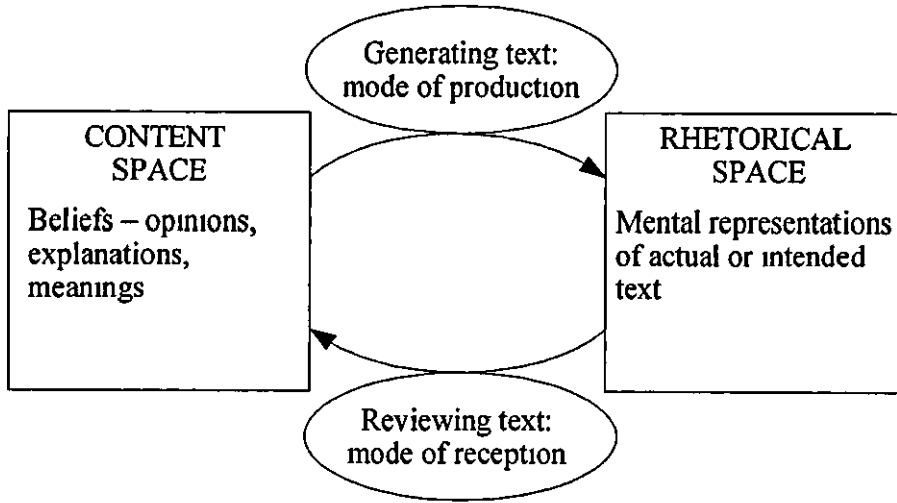 Generating text:
mode of production
CONTENT
SPACE
Beliefs – opinions,
explanations,
meanings
RHETORICAL
SPACE
Mental representations
of actual or intended
text
Reviewing text:
mode of reception